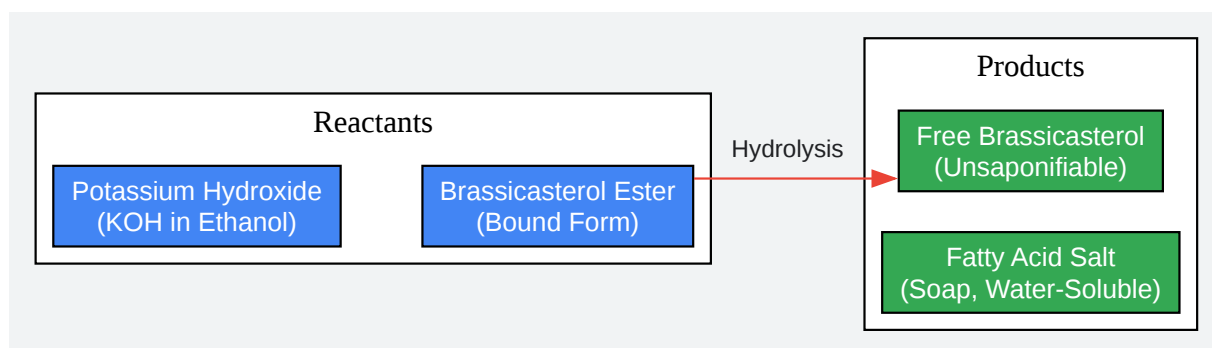 Reactants
Potassium Hydroxide
(KOH in Ethanol)
Brassicasterol Ester
(Bound Form)
Hydrolysis
Products
Free Brassicasterol
(Unsaponifiable)
Fatty Acid Salt
(Soap, Water-Soluble)